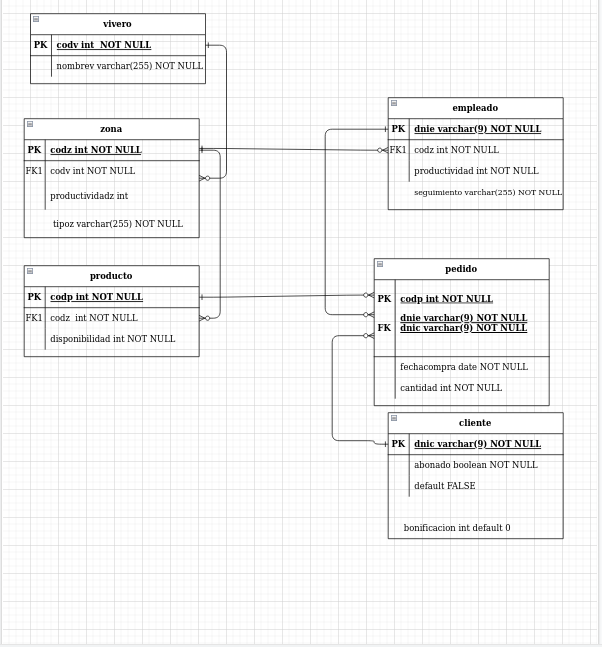 vivero
PK codv int  NOT NULL
nombrev varchar(255) NOT NULL
zona
PK codz int NOT NULL
FK1 codv int NOT NULL
productividadz int
tipoz varchar(255) NOT NULL
producto
PK codp int NOT NULL
FK1 codz  int NOT NULL
disponibilidad int NOT NULL
empleado
PK dnie varchar(9) NOT NULL
FK1 codz int NOT NULL
productividad int NOT NULL
seguimiento varchar(255) NOT NULL
pedido
PK codp int NOT NULL
dnie varchar(9) NOT NULL
FK dnic varchar(9) NOT NULL
fechacompra date NOT NULL
cantidad int NOT NULL
cliente
PK dnic varchar(9) NOT NULL
abonado boolean NOT NULL
default FALSE
bonificacion int default 0